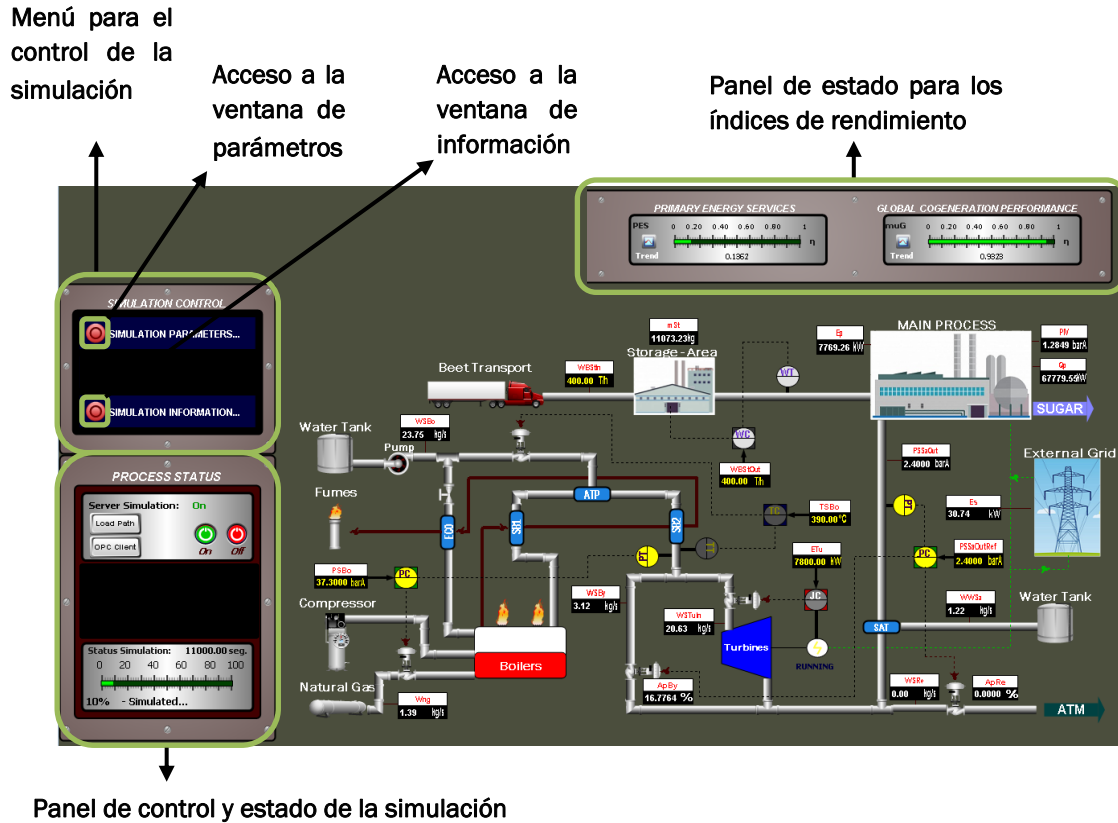 Menú para el
control de la
simulación
Acceso a la
ventana de
parámetros
Acceso a la
ventana de
información
Panel de estado para los
índices de rendimiento
PRIMARY ENERGY SERVICES
PES
0 0.20 0.40 0.60 0.80 1
η
Trend
0.1362
GLOBAL COGENERATION PERFORMANCE
muG
0 0.20 0.40 0.60 0.80 1
η
Trend
0.9323
SIMULATION CONTROL
SIMULATION PARAMETERS...
SIMULATION INFORMATION...
PROCESS STATUS
Server Simulation: On
Load Path
OPC Client
On Off
Status Simulation: 11000.00 seg.
0 20 40 60 80 100
10% - Simulated...
mSt
11073.23kg
Storage-Area
Beet Transport
WBStIn
400.00 T/h
WT
WC
WBStOut
400.00 T/h
Eg
7769.26 kW
MAIN PROCESS
PIV
1.2849 barA
Qp
67779.59kW
SUGAR
Water Tank
Pump
WSBo
23.75 kg/s
Fumes
ECO
SR1
ATP
SR2
TC
TT
TSBo
390.00°C
PSBo
37.3000 barA
PC
PT
Compressor
Boilers
Natural Gas
Wng
1.39 kg/s
WSBy
3.12 kg/s
WSTuIn
20.63 kg/s
ETu
7800.00 kW
JC
Turbines
RUNNING
ApBy
16.7764 %
PSSaOut
2.4000 barA
PT
PC
External Grid
Es
30.74 kW
PSSaOutRef
2.4000 barA
WWSa
1.22 kg/s
Water Tank
SAT
WSRe
0.00 kg/s
ApRe
0.0000 %
ATM
Panel de control y estado de la simulación